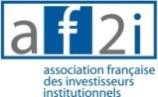 af2i
association française
des investisseurs
institutionnels